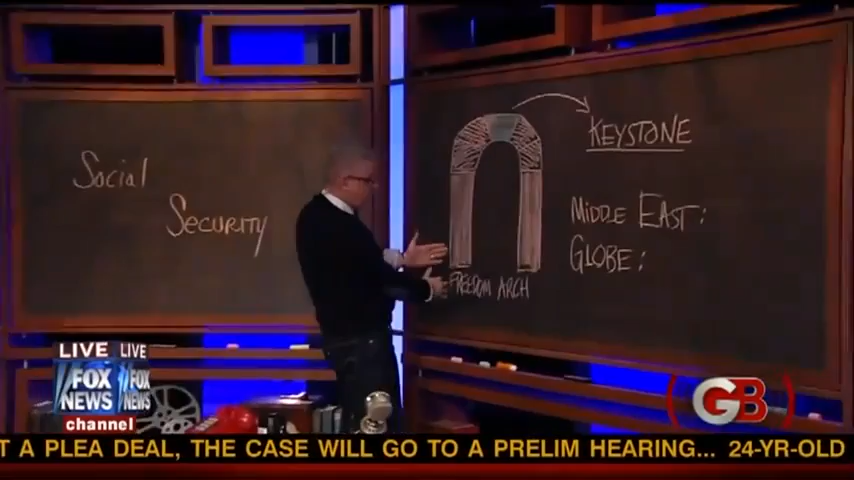 Social
Security
KEYSTONE
MIDDLE EAST:
GLOBE:
FREEDOM ARCH
LIVE LIVE
FOX FOX
NEWS NEWS
channel
GB
T A PLEA DEAL, THE CASE WILL GO TO A PRELIM HEARING... 24-YR-OLD